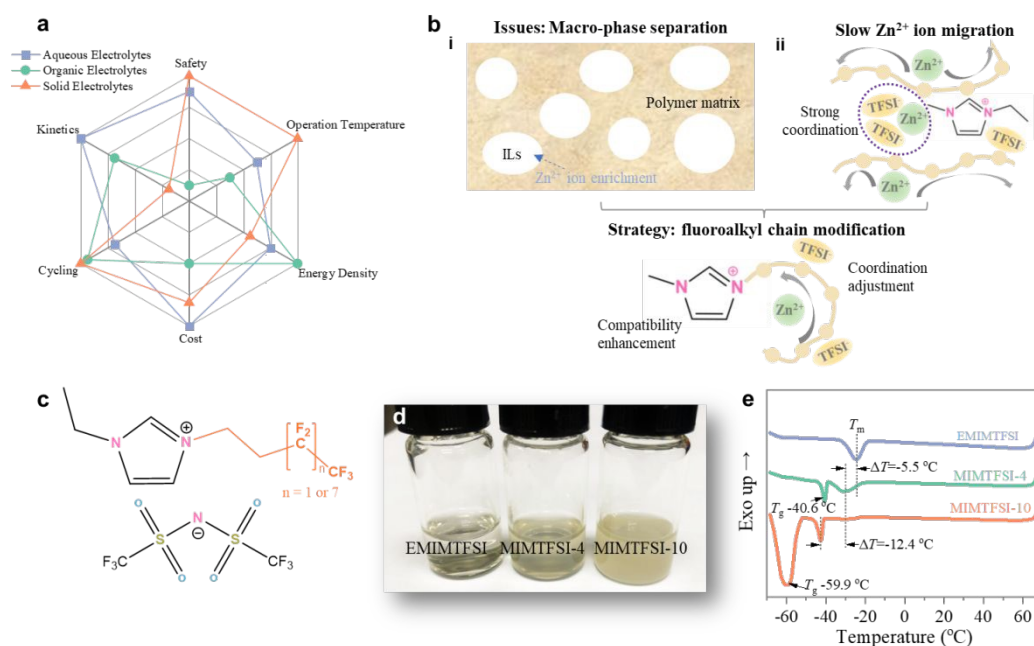 a
Aqueous Electrolytes
Organic Electrolytes
Solid Electrolytes
Safety
Operation Temperature
Energy Density
Cost
Cycling
Kinetics
b
Issues: Macro-phase separation
i
Polymer matrix
ILs
Zn²⁺ ion enrichment
Slow Zn²⁺ ion migration
ii
Zn²⁺
Strong
coordination
TFSI⁻
Zn²⁺
TFSI⁻
⊕
N
N
TFSI⁻
Zn²⁺
Strategy: fluoroalkyl chain modification
TFSI⁻
N
⊕
N
Coordination
adjustment
Zn²⁺
Compatibility
enhancement
TFSI⁻
c
N
⊕
N
F₂
C
n
CF₃
n = 1 or 7
O
N
O
S
⊖
S
F₃C
CF₃
O
O
d
EMIMTFSI
MIMTFSI-4
MIMTFSI-10
e
Exo up →
Tm
EMIMTFSI
ΔT=-5.5 °C
MIMTFSI-4
Tg -40.6 °C
MIMTFSI-10
ΔT=-12.4 °C
Tg -59.9 °C
-60 -40 -20 0 20 40 60
Temperature (°C)